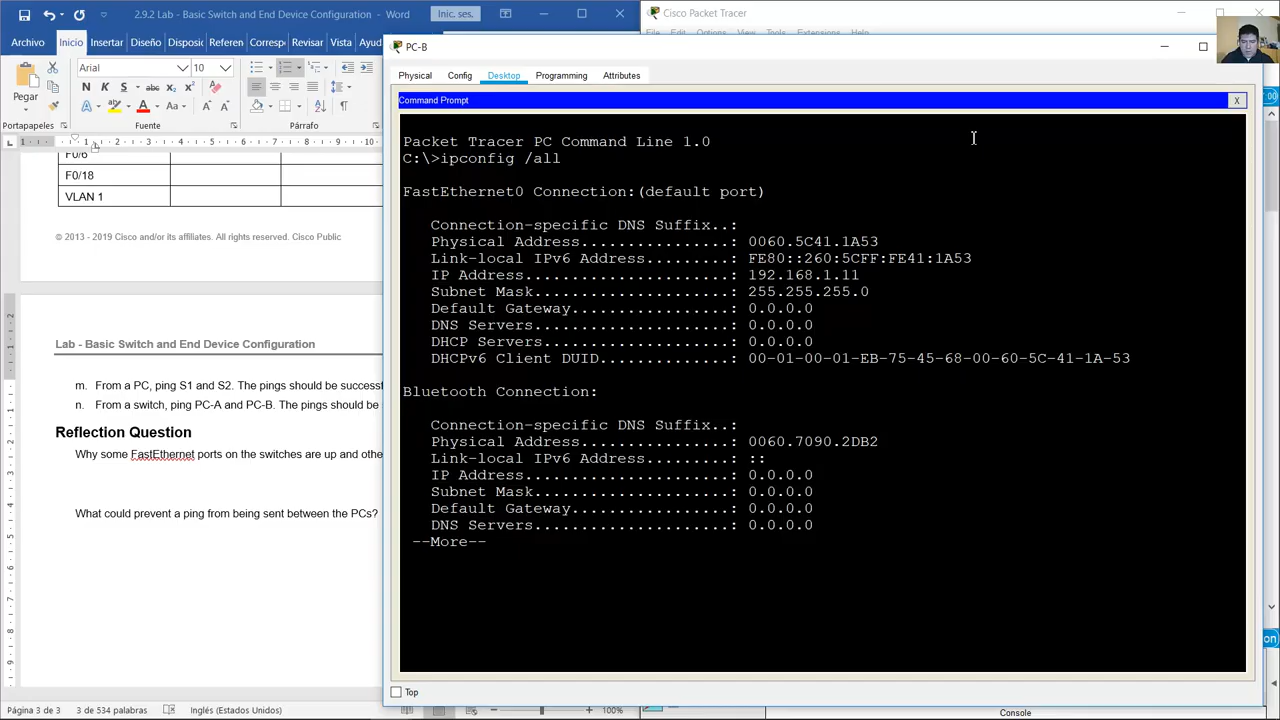 2.9.2 Lab - Basic Switch and End Device Configuration - Word
Inic. ses.
Cisco Packet Tracer
File Edit Options View Tools Extensions Help
Inicio
Disposi
Corresp
Revisar
Vista
Ayud
Pegar
Arial
10
N
K
S
abc
x₂
x²
A
Aa
Portapapeles
Fuente
Párrafo
F0/6
F0/18
VLAN 1
© 2013 - 2019 Cisco and/or its affiliates. All rights reserved. Cisco Public
Lab - Basic Switch and End Device Configuration
m. From a PC, ping S1 and S2. The pings should be success
n. From a switch, ping PC-A and PC-B. The pings should be
Reflection Question
Why some FastEthernet ports on the switches are up and othe
What could prevent a ping from being sent between the PCs?
Página 3 de 3
3 de 534 palabras
Inglés (Estados Unidos)
100%
PC-B
Physical Config Desktop Programming Attributes
Command Prompt
X
Packet Tracer PC Command Line 1.0
C:\>ipconfig /all
FastEthernet0 Connection:(default port)
Connection-specific DNS Suffix..:
Physical Address................: 0060.5C41.1A53
Link-local IPv6 Address.........: FE80::260:5CFF:FE41:1A53
IP Address......................: 192.168.1.11
Subnet Mask.....................: 255.255.255.0
Default Gateway.................: 0.0.0.0
DNS Servers.....................: 0.0.0.0
DHCP Servers....................: 0.0.0.0
DHCPv6 Client DUID..............: 00-01-00-01-EB-75-45-68-00-60-5C-41-1A-53
Bluetooth Connection:
Connection-specific DNS Suffix..:
Physical Address................: 0060.7090.2DB2
Link-local IPv6 Address.........: ::
IP Address......................: 0.0.0.0
Subnet Mask.....................: 0.0.0.0
Default Gateway.................: 0.0.0.0
DNS Servers.....................: 0.0.0.0
--More--
Top
Console